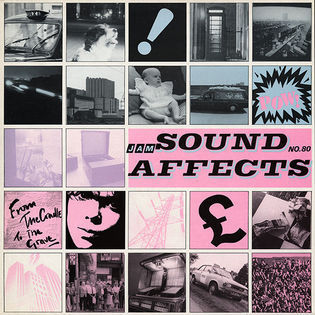 !
POW!
JAM SOUND
NO.80
AFFECTS
From
The Cradle
To The
Grave
£